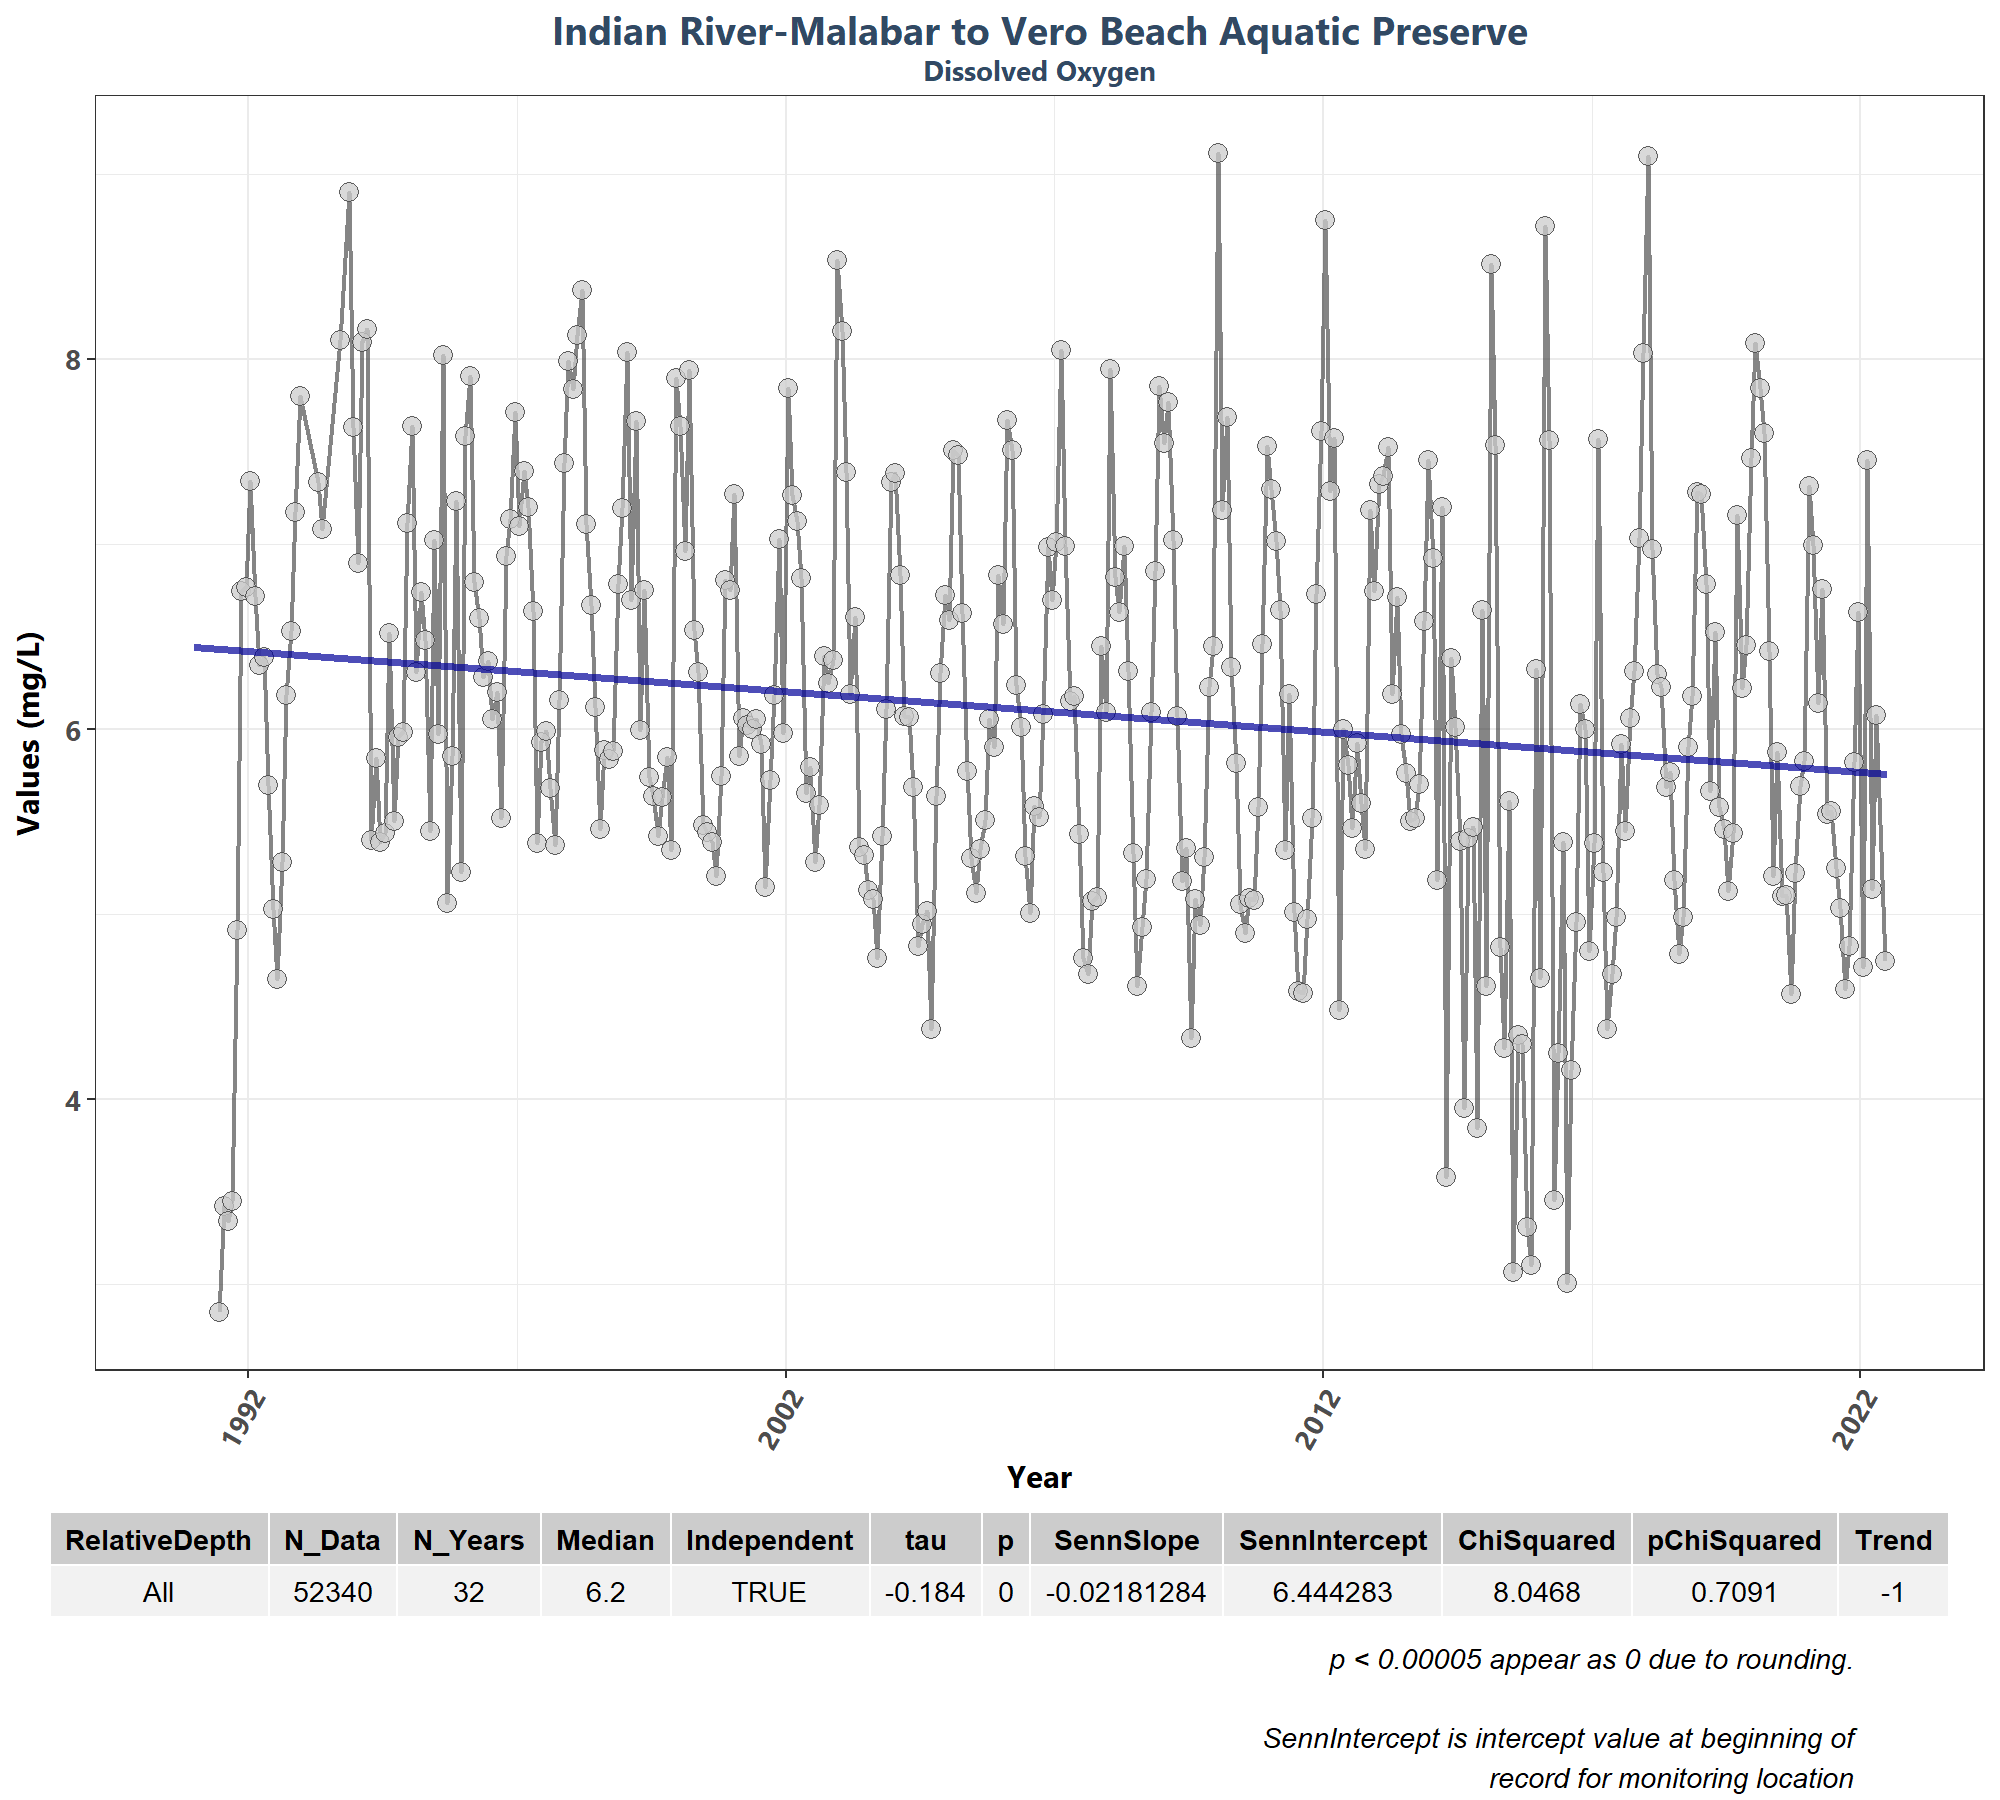 Indian River-Malabar to Vero Beach Aquatic Preserve
Dissolved Oxygen
Values (mg/L)
8
6
4
1992 2002 2012 2022
Year
RelativeDepth N_Data N_Years Median Independent tau p SennSlope SennIntercept ChiSquared pChiSquared Trend
All 52340 32 6.2 TRUE -0.184 0 -0.02181284 6.444283 8.0468 0.7091 -1
p < 0.00005 appear as 0 due to rounding.
SennIntercept is intercept value at beginning of
record for monitoring location